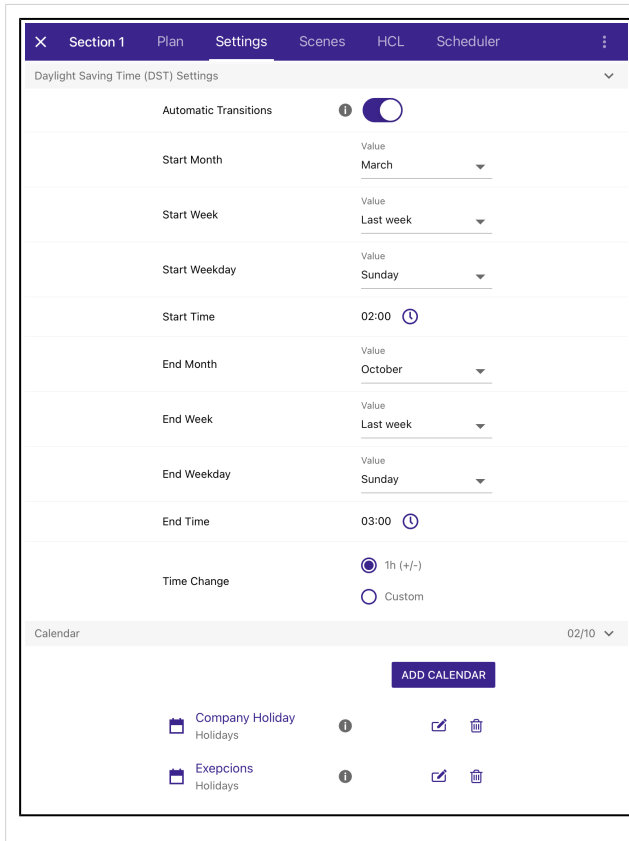 Section 1 Plan Settings Scenes HCL Scheduler
Daylight Saving Time (DST) Settings
Automatic Transitions
Value
Start Month March
Value
Start Week Last week
Value
Start Weekday Sunday
Start Time 02:00
Value
End Month October
Value
End Week Last week
Value
End Weekday Sunday
End Time 03:00
1h (+/-)
Time Change
Custom
Calendar 02/10
ADD CALENDAR
Company Holiday
Holidays
Exepcions
Holidays